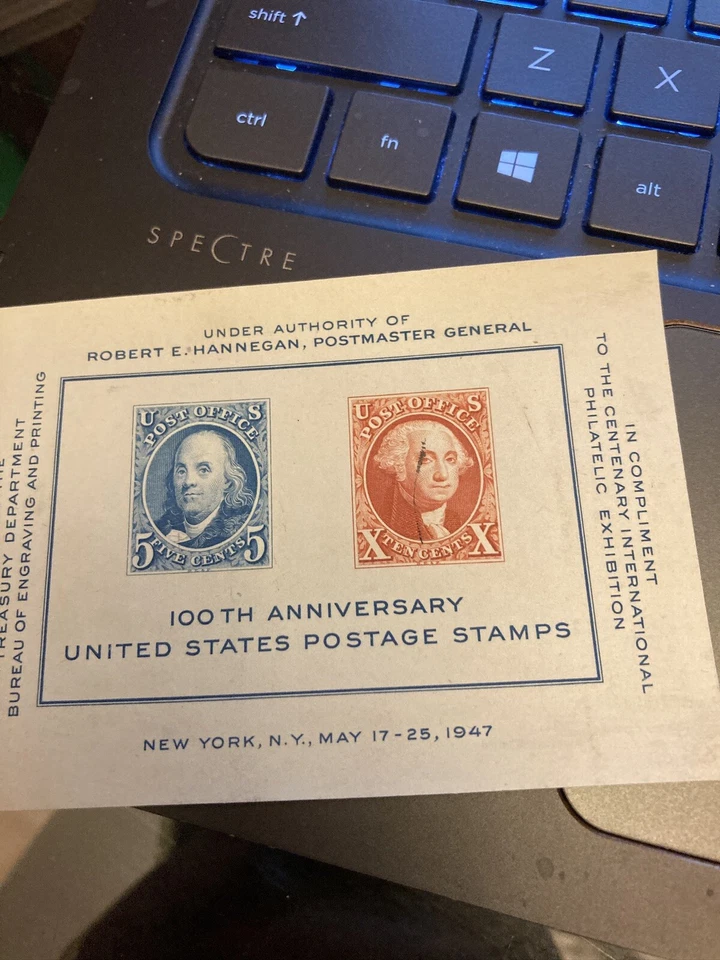 shift
Z
X
ctrl
fn
alt
SPECTRE
UNDER AUTHORITY OF
ROBERT E. HANNEGAN, POSTMASTER GENERAL
TREASURY DEPARTMENT
BUREAU OF ENGRAVING AND PRINTING
U S
POST OFFICE
5 FIVE CENTS 5
U S
POST OFFICE
X TEN CENTS X
100TH ANNIVERSARY
UNITED STATES POSTAGE STAMPS
IN COMPLIMENT
TO THE CENTENARY INTERNATIONAL
PHILATELIC EXHIBITION
NEW YORK, N.Y., MAY 17-25, 1947